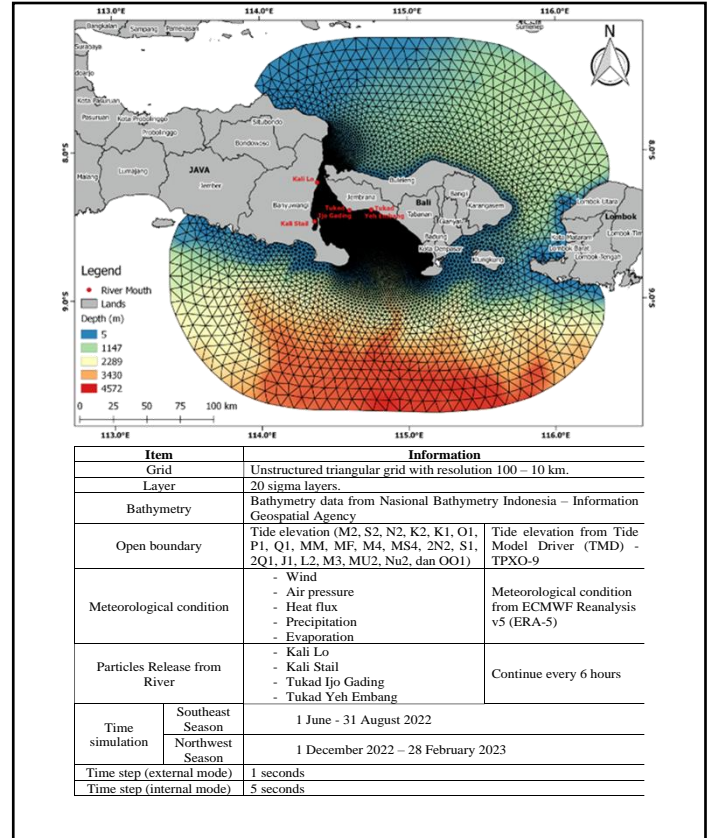 113.0°E 114.0°E 115.0°E 116.0°E
Bangkalan Sampang Pamekasan
Sumenep
Surabaya
N
Kota Pasuruan
Pasuruan Kota Probolinggo
Probolinggo
Situbondo
Bondowoso
8.0°S 8.0°S
Malang
Lumajang
JAVA
Jember
Kali Lo
Buleleng
Jembrana
Bali
Bangli
Karangasem
Banyuwangi
Tukad
Ijo Gading
Tukad
Yeh Embang
Tabanan
Gianyar
Kali Stail
Badung
Kota Denpasar
Klungkung
Lombok Utara
Lombok
Kota Mataram
Lombok Barat
Lombok Tim
Lombok Tengah
Legend
River Mouth
Lands
Depth (m)
5
1147
2289
3430
4572
9.0°S 9.0°S
0 25 50 75 100 km
113.0°E 114.0°E 115.0°E 116.0°E
Item Information
Grid Unstructured triangular grid with resolution 100 – 10 km.
Layer 20 sigma layers.
Bathymetry
Bathymetry data from Nasional Bathymetry Indonesia – Information
Geospatial Agency
Open boundary
Tide elevation (M2, S2, N2, K2, K1, O1,
P1, Q1, MM, MF, M4, MS4, 2N2, S1,
2Q1, J1, L2, M3, MU2, Nu2, dan OO1)
Tide elevation from Tide
Model Driver (TMD) -
TPXO-9
Meteorological condition
- Wind
- Air pressure
- Heat flux
- Precipitation
- Evaporation
Meteorological condition
from ECMWF Reanalysis
v5 (ERA-5)
Particles Release from
River
- Kali Lo
- Kali Stail
- Tukad Ijo Gading
- Tukad Yeh Embang
Continue every 6 hours
Time
simulation
Southeast
Season
1 June - 31 August 2022
Northwest
Season
1 December 2022 – 28 February 2023
Time step (external mode) 1 seconds
Time step (internal mode) 5 seconds